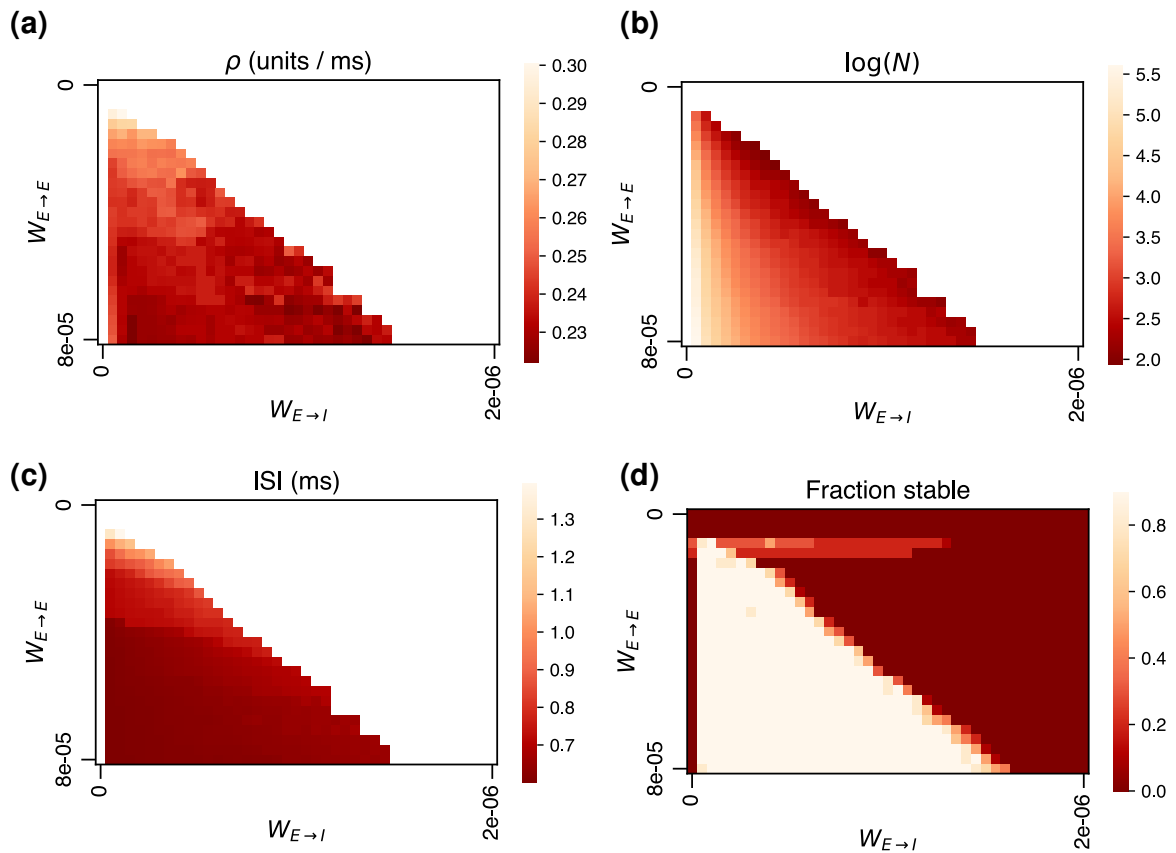 (a)
ρ (units / ms)
0
8e-05
W_{E→E}
0
2e-06
W_{E→I}
0.30
0.29
0.28
0.27
0.26
0.25
0.24
0.23
(b)
log(N)
0
8e-05
W_{E→E}
0
2e-06
W_{E→I}
5.5
5.0
4.5
4.0
3.5
3.0
2.5
2.0
(c)
ISI (ms)
0
8e-05
W_{E→E}
0
2e-06
W_{E→I}
1.3
1.2
1.1
1.0
0.9
0.8
0.7
(d)
Fraction stable
0
8e-05
W_{E→E}
0
2e-06
W_{E→I}
0.8
0.6
0.4
0.2
0.0